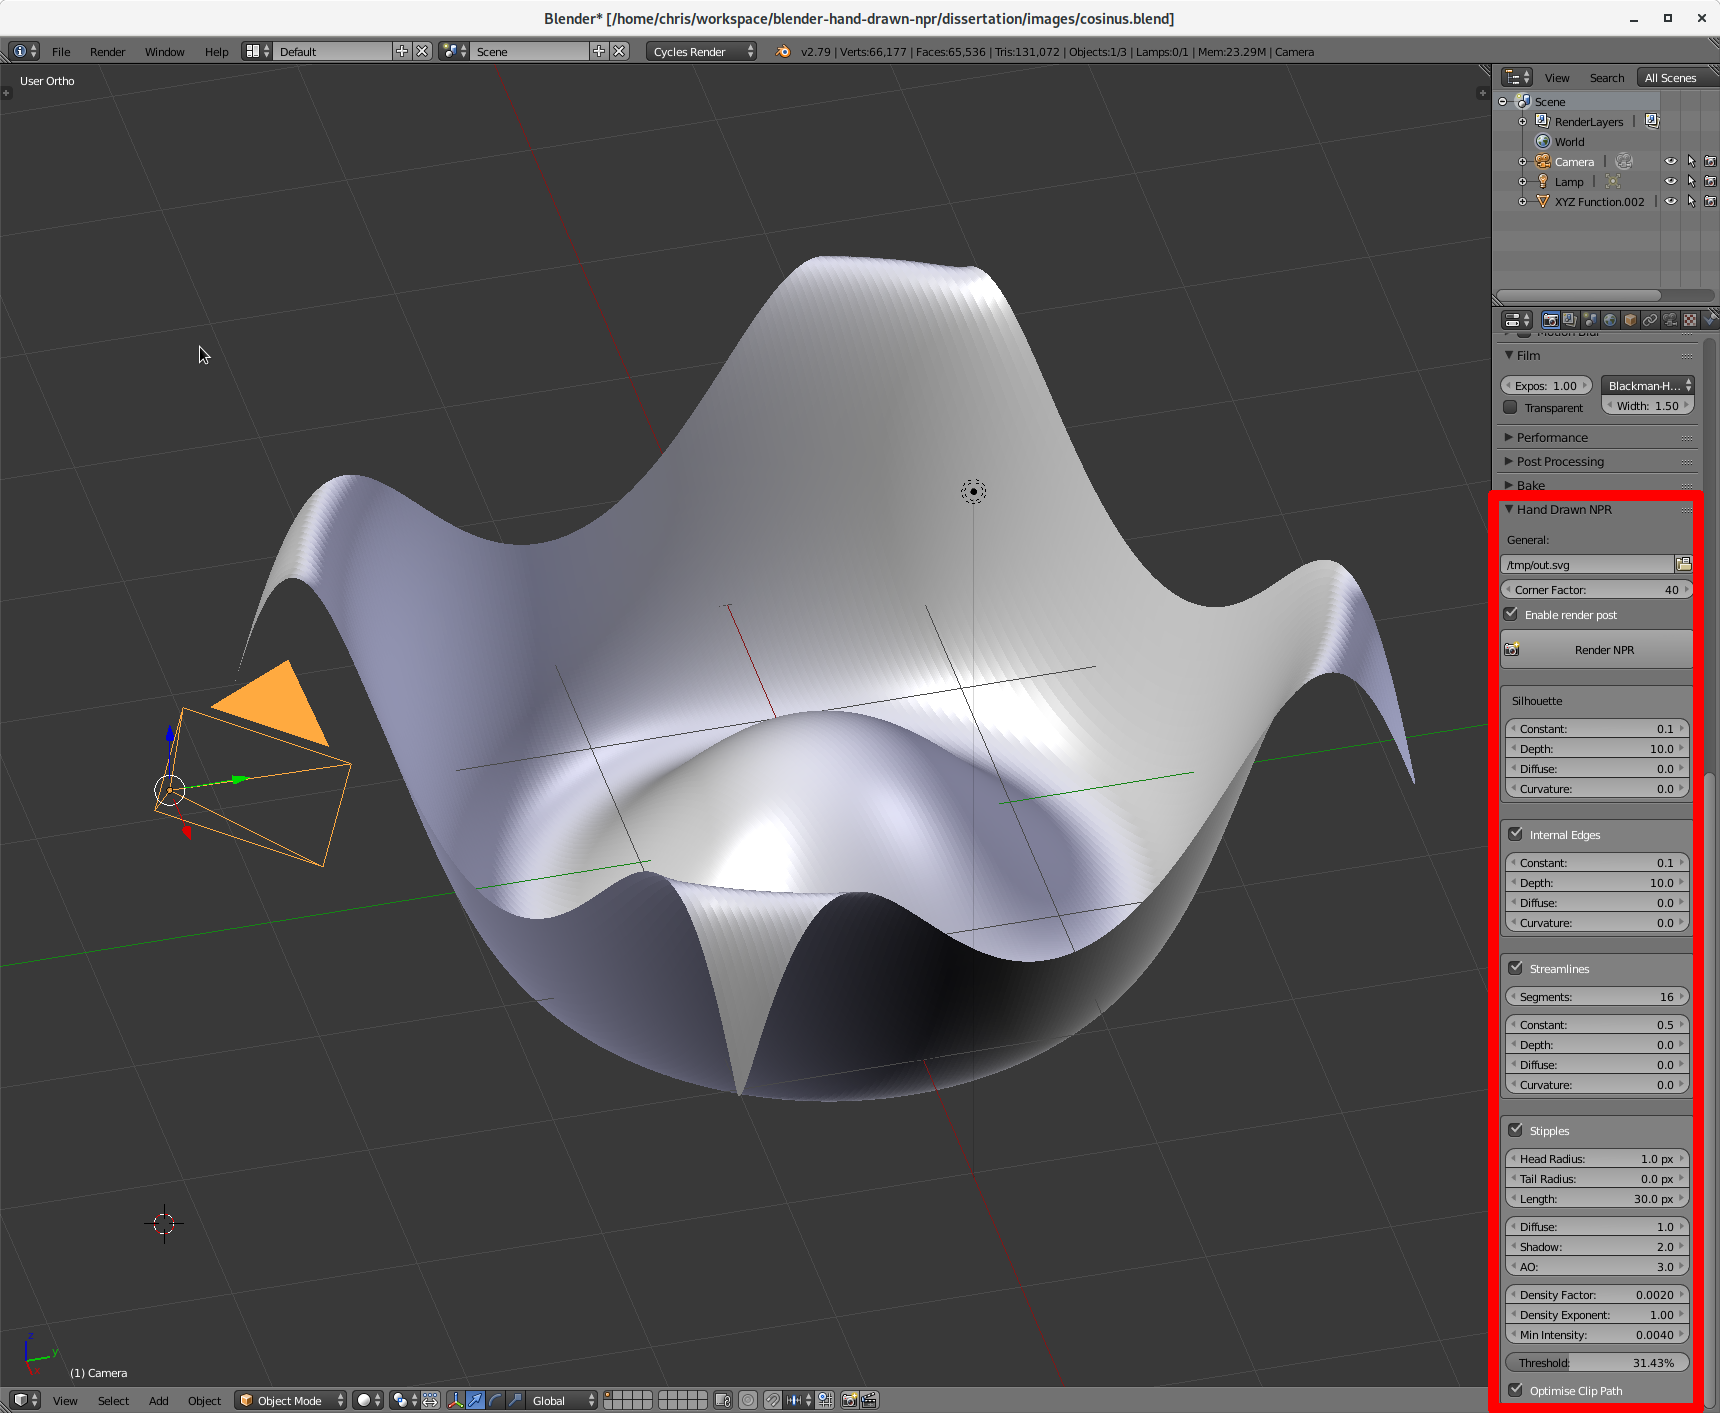 Blender* [/home/chris/workspace/blender-hand-drawn-npr/dissertation/images/cosinus.blend]
File Render Window Help Default Scene Cycles Render v2.79 | Verts:66,177 | Faces:65,536 | Tris:131,072 | Objects:1/3 | Lamps:0/1 | Mem:23.29M | Camera
User Ortho
View Search All Scenes
Scene
RenderLayers
World
Camera
Lamp
XYZ Function.002
Motion Blur
Film
Expos: 1.00 Blackman-H...
Transparent Width: 1.50
Performance
Post Processing
Bake
Hand Drawn NPR
General:
/tmp/out.svg
Corner Factor: 40
Enable render post
Render NPR
Silhouette
Constant: 0.1
Depth: 10.0
Diffuse: 0.0
Curvature: 0.0
Internal Edges
Constant: 0.1
Depth: 10.0
Diffuse: 0.0
Curvature: 0.0
Streamlines
Segments: 16
Constant: 0.5
Depth: 0.0
Diffuse: 0.0
Curvature: 0.0
Stipples
Head Radius: 1.0 px
Tail Radius: 0.0 px
Length: 30.0 px
Diffuse: 1.0
Shadow: 2.0
AO: 3.0
Density Factor: 0.0020
Density Exponent: 1.00
Min Intensity: 0.0040
Threshold: 31.43%
Optimise Clip Path
z
y
x
(1) Camera
View Select Add Object Object Mode Global